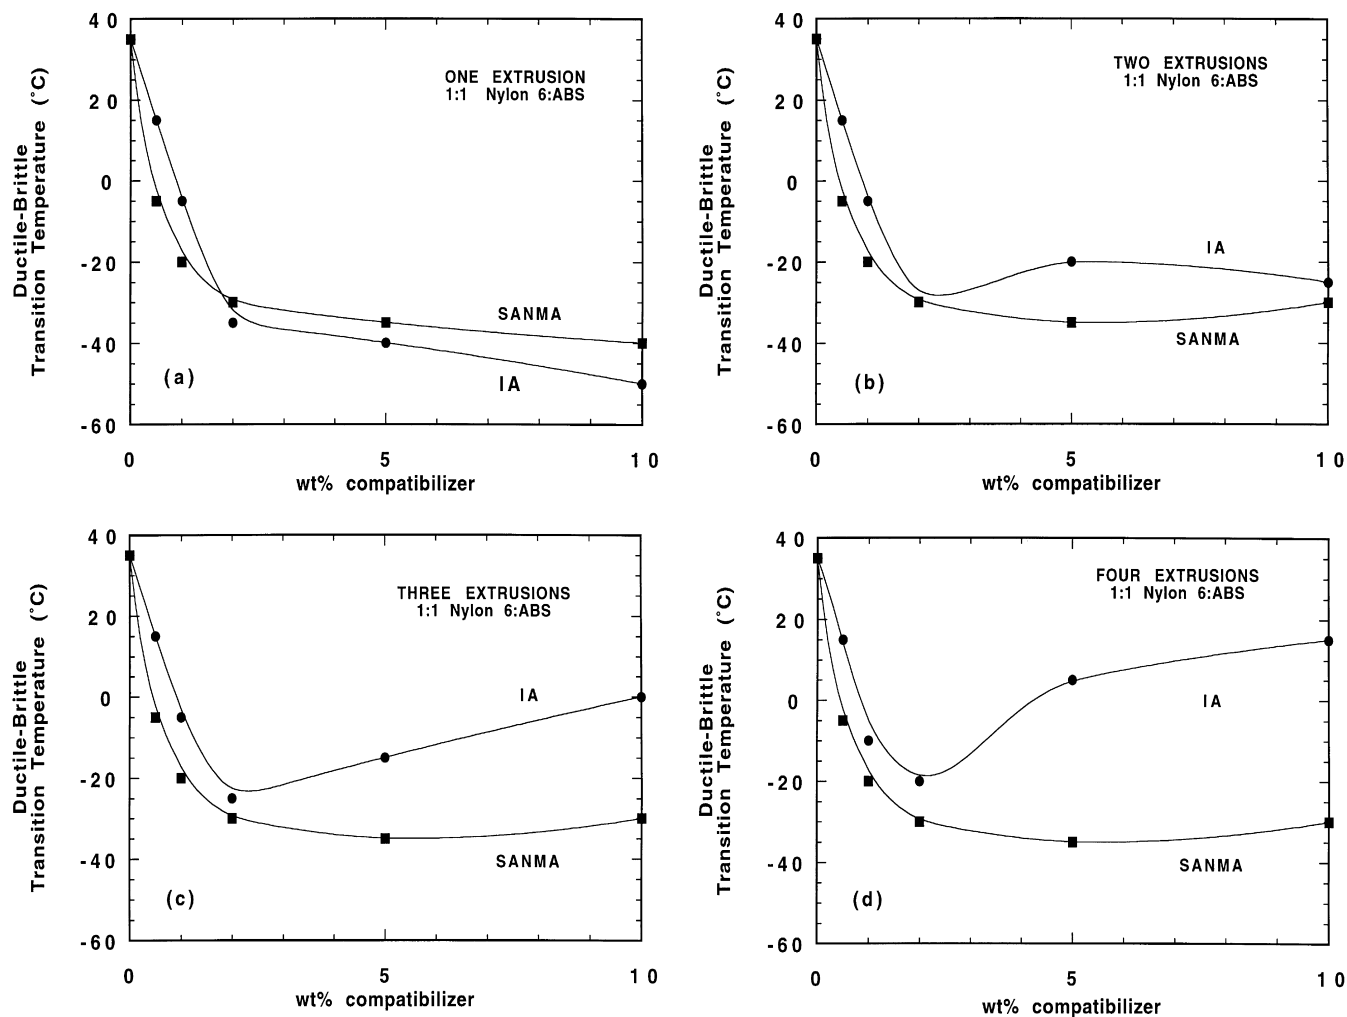 40
20
0
-20
-40
-60
Ductile-Brittle
Transition Temperature (˚C)
ONE EXTRUSION
1:1 Nylon 6:ABS
SANMA
IA
(a)
0 5 10
wt% compatibilizer
40
20
0
-20
-40
-60
Ductile-Brittle
Transition Temperature (˚C)
TWO EXTRUSIONS
1:1 Nylon 6:ABS
IA
SANMA
(b)
0 5 10
wt% compatibilizer
40
20
0
-20
-40
-60
Ductile-Brittle
Transition Temperature (˚C)
THREE EXTRUSIONS
1:1 Nylon 6:ABS
IA
SANMA
(c)
0 5 10
wt% compatibilizer
40
20
0
-20
-40
-60
Ductile-Brittle
Transition Temperature (˚C)
FOUR EXTRUSIONS
1:1 Nylon 6:ABS
IA
SANMA
(d)
0 5 10
wt% compatibilizer